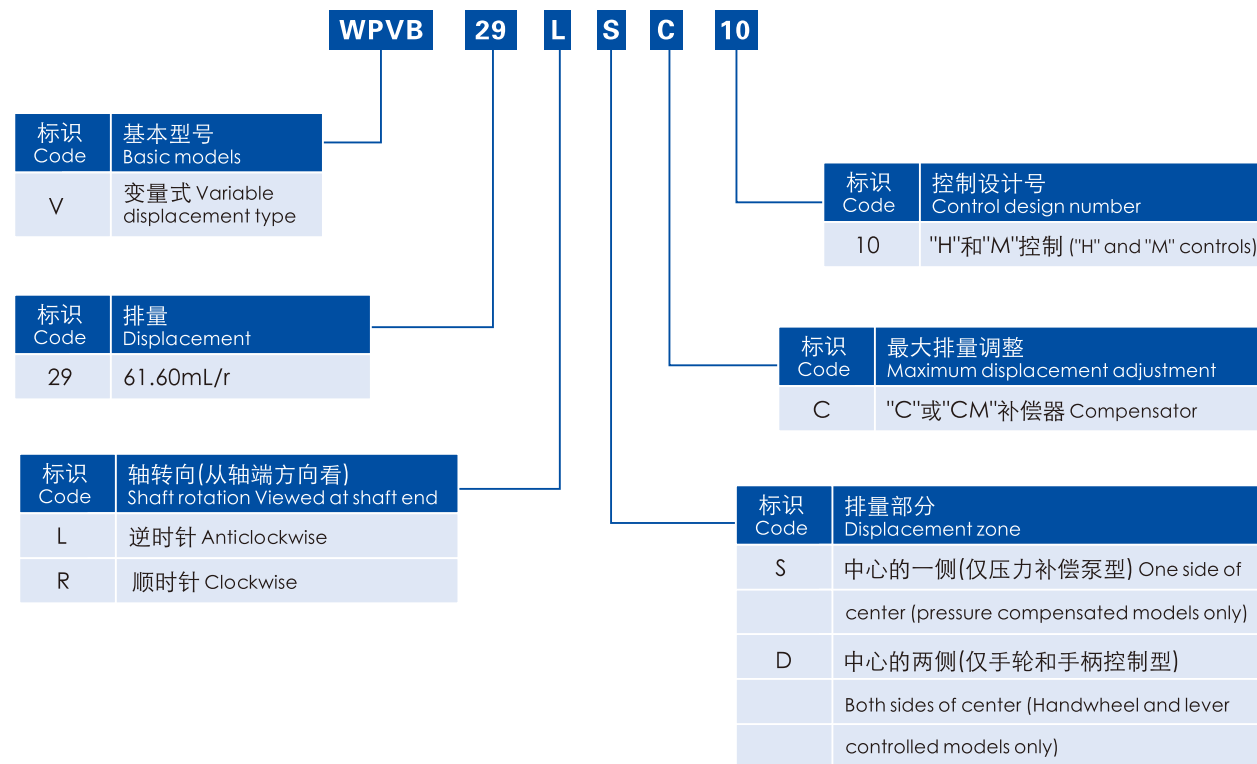 WPVB 29 L S C 10
标识 基本型号
Code Basic models
V 变量式 Variable
displacement type
标识 控制设计号
Code Control design number
10 "H"和"M"控制 ("H" and "M" controls)
标识 排量
Code Displacement
29 61.60mL/r
标识 最大排量调整
Code Maximum displacement adjustment
C "C"或"CM"补偿器 Compensator
标识 轴转向(从轴端方向看)
Code Shaft rotation Viewed at shaft end
L 逆时针 Anticlockwise
R 顺时针 Clockwise
标识 排量部分
Code Displacement zone
S 中心的一侧(仅压力补偿泵型) One side of
center (pressure compensated models only)
D 中心的两侧(仅手轮和手柄控制型)
Both sides of center (Handwheel and lever
controlled models only)